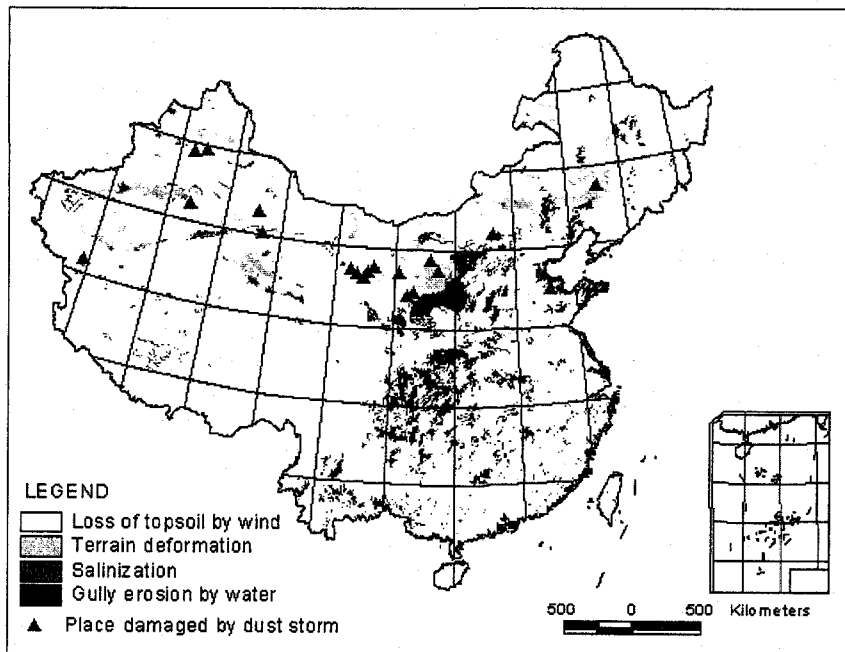 LEGEND
Loss of topsoil by wind
Terrain deformation
Salinization
Gully erosion by water
Place damaged by dust storm
500 0 500 Kilometers